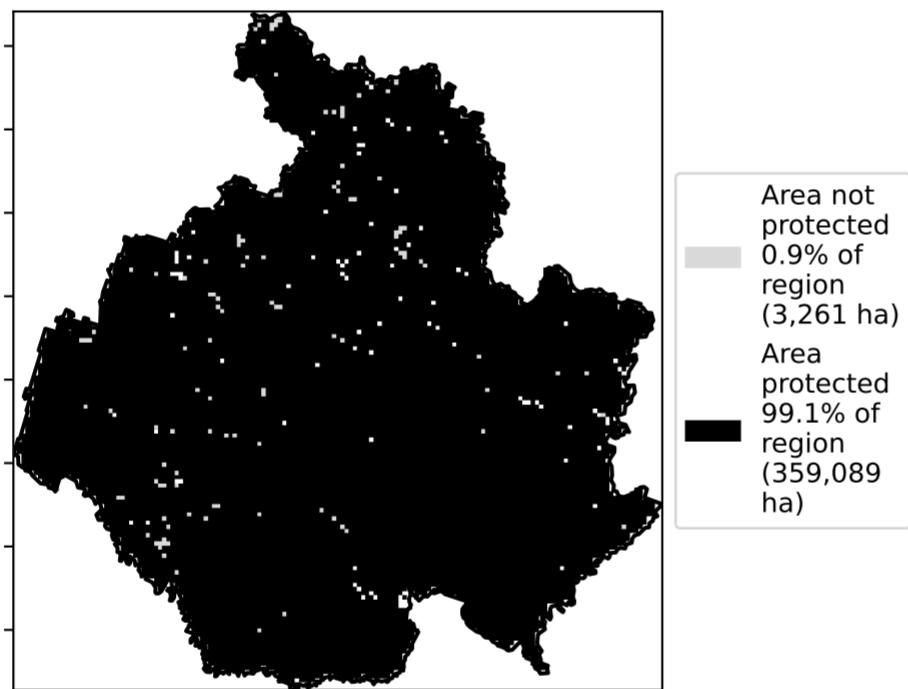 Area not
protected
0.9% of
region
(3,261 ha)
Area
protected
99.1% of
region
(359,089
ha)